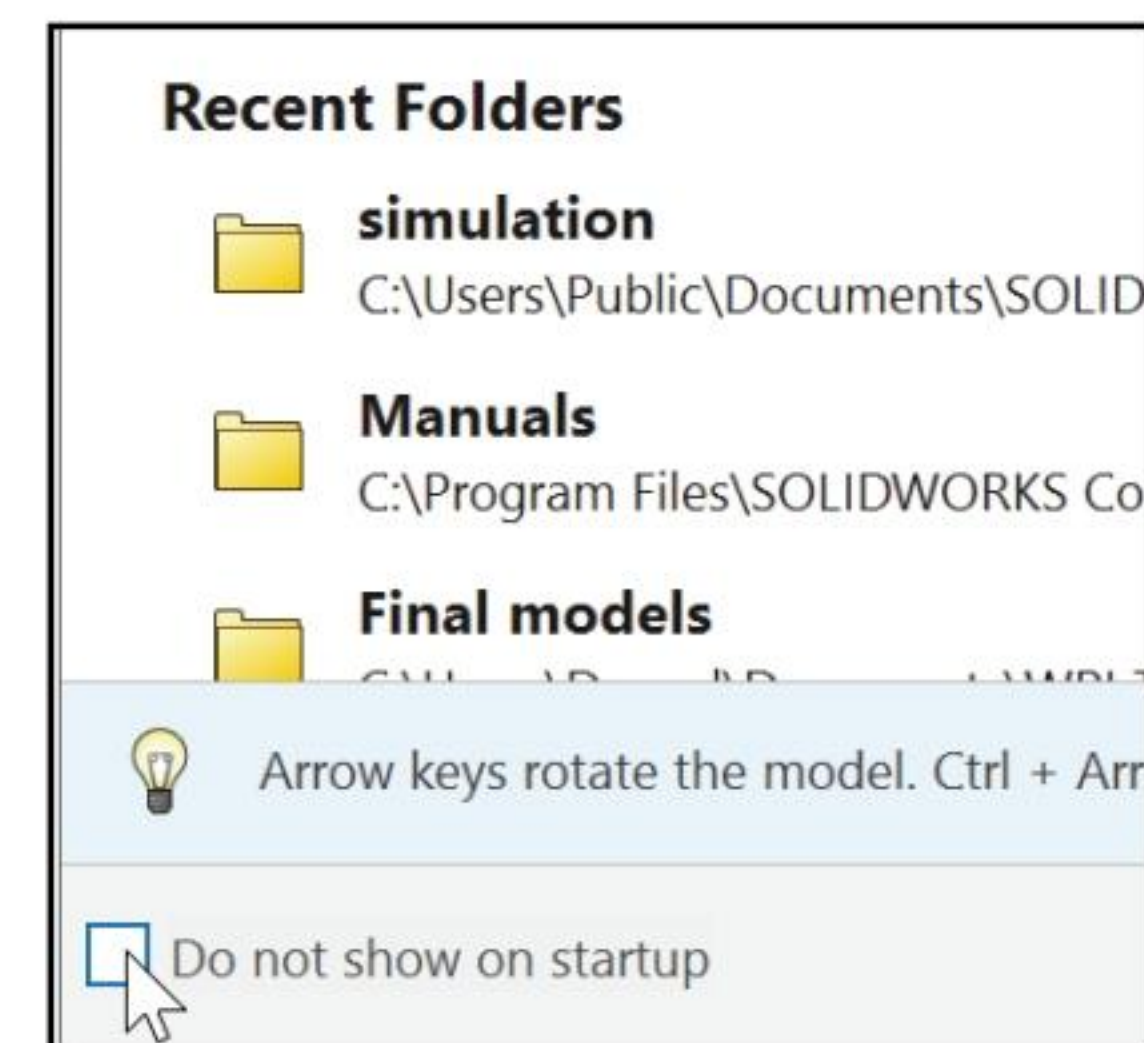 Recent Folders
simulation
C:\Users\Public\Documents\SOLID
Manuals
C:\Program Files\SOLIDWORKS Co
Final models
Arrow keys rotate the model. Ctrl + Arr
Do not show on startup